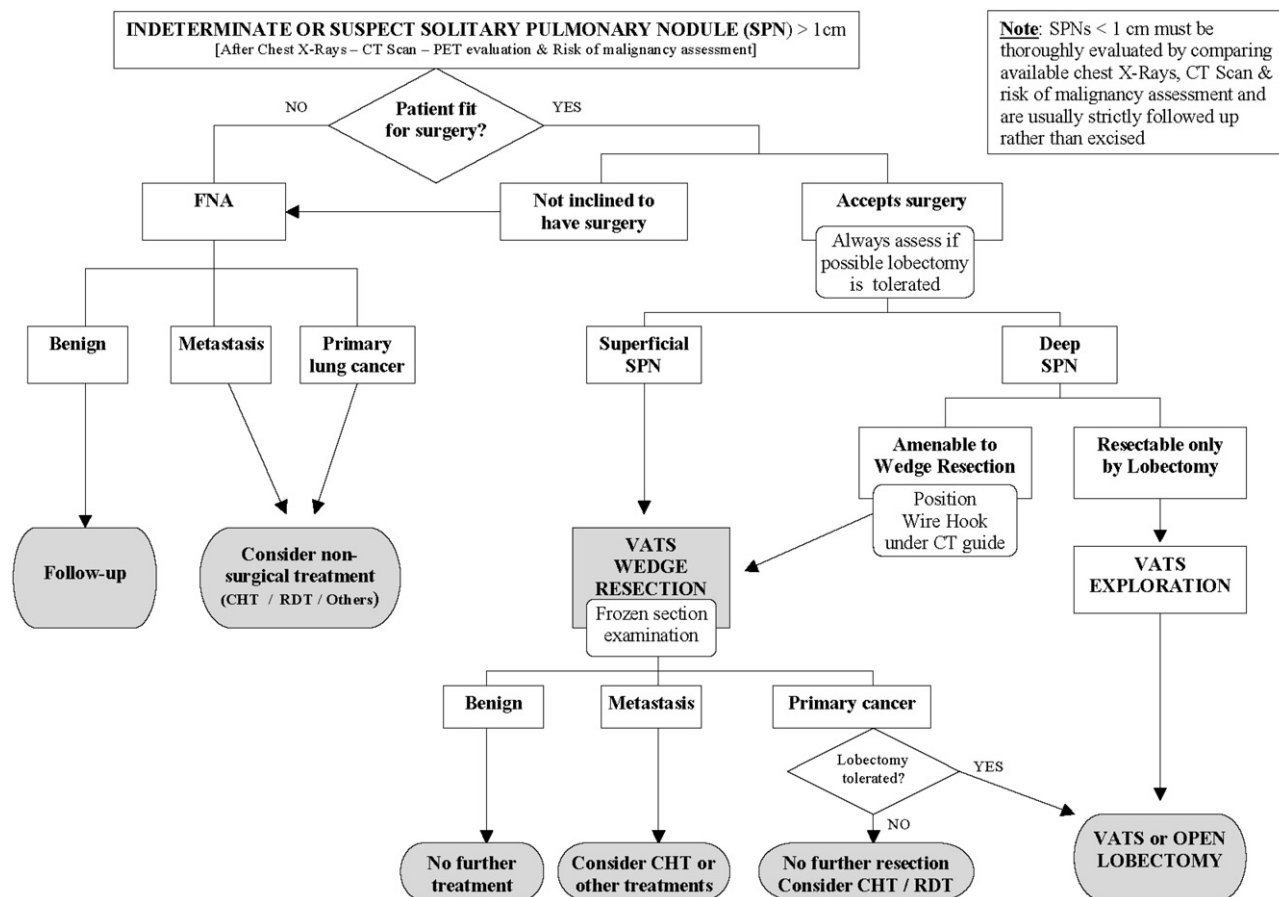 INDETERMINATE OR SUSPECT SOLITARY PULMONARY NODULE (SPN) > 1cm
[After Chest X-Rays – CT Scan – PET evaluation & Risk of malignancy assessment]
Note: SPNs < 1 cm must be
thoroughly evaluated by comparing
available chest X-Rays, CT Scan &
risk of malignancy assessment and
are usually strictly followed up
rather than excised
NO
Patient fit
for surgery?
YES
FNA
Not inclined to
have surgery
Accepts surgery
Always assess if
possible lobectomy
is tolerated
Benign
Metastasis
Primary
lung cancer
Superficial
SPN
Deep
SPN
Amenable to
Wedge Resection
Position
Wire Hook
under CT guide
Resectable only
by Lobectomy
Follow-up
Consider non-
surgical treatment
(CHT / RDT / Others)
VATS
WEDGE
RESECTION
Frozen section
examination
VATS
EXPLORATION
Benign
Metastasis
Primary cancer
Lobectomy
tolerated?
YES
NO
No further
treatment
Consider CHT or
other treatments
No further resection
Consider CHT / RDT
VATS or OPEN
LOBECTOMY